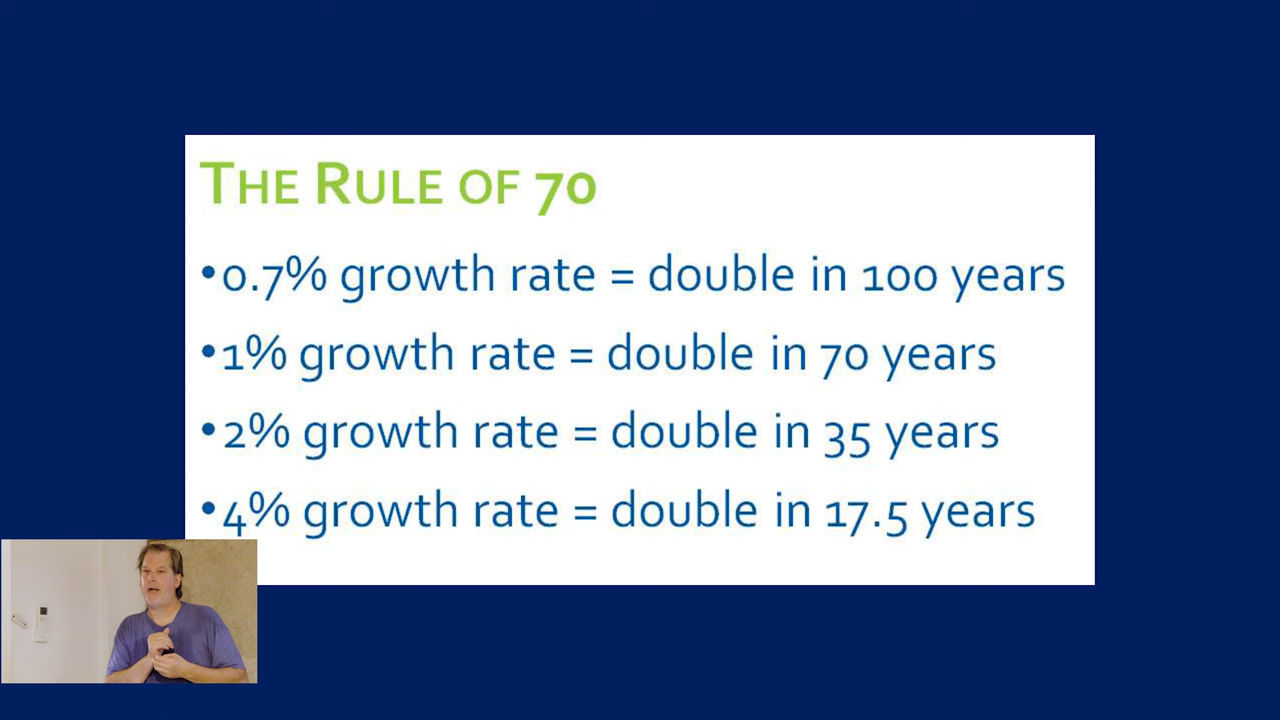 THE RULE OF 70
•0.7% growth rate = double in 100 years
•1% growth rate = double in 70 years
•2% growth rate = double in 35 years
•4% growth rate = double in 17.5 years